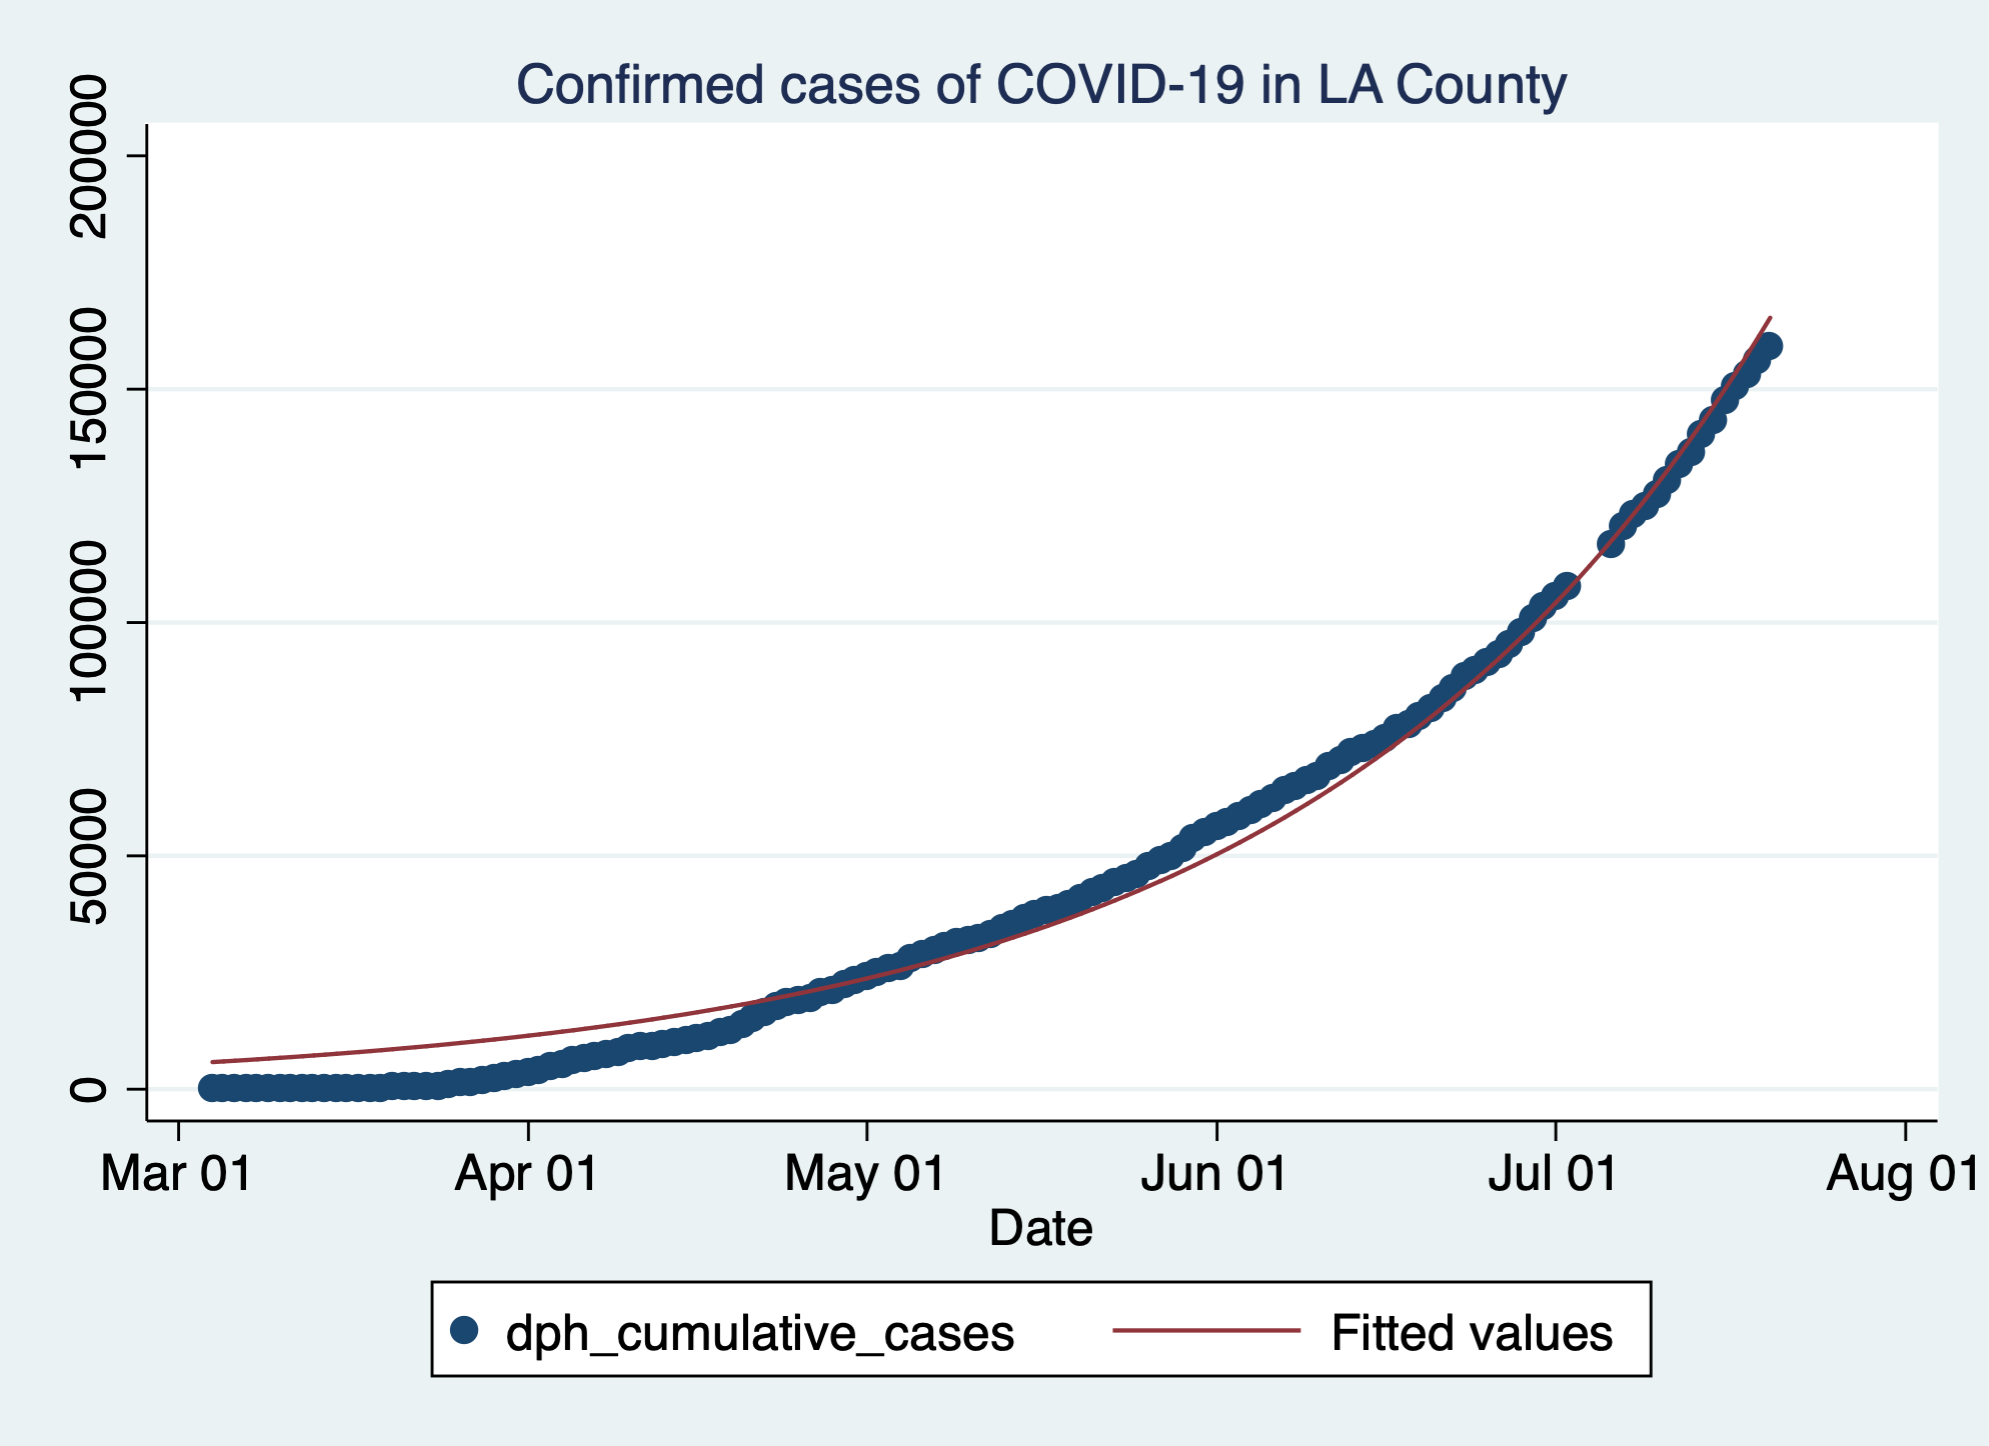 Confirmed cases of COVID-19 in LA County
200000
150000
100000
50000
0
Mar 01 Apr 01 May 01 Jun 01 Jul 01 Aug 01
Date
dph_cumulative_cases Fitted values